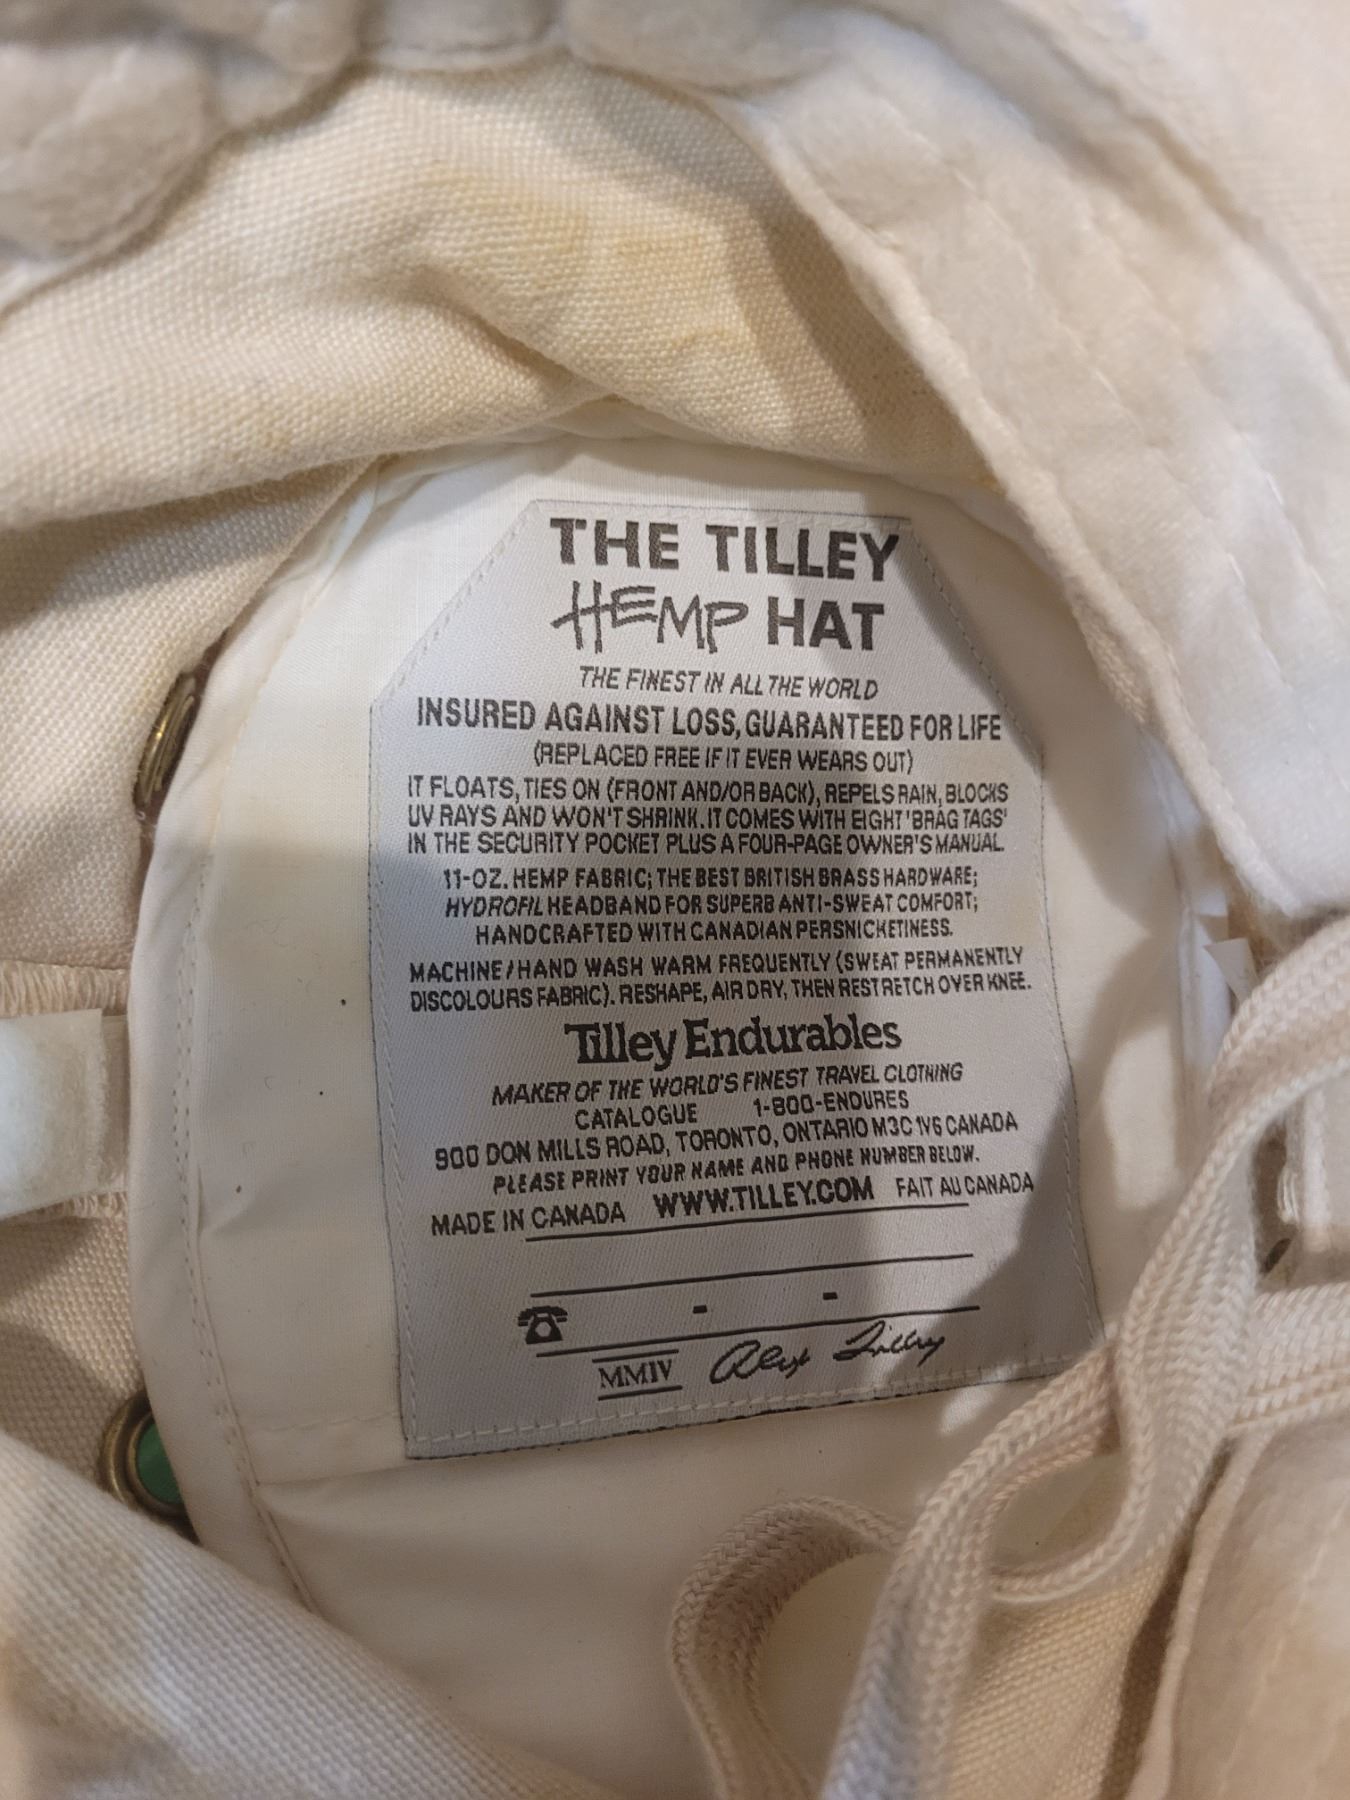 THE TILLEY
HEMP HAT
THE FINEST IN ALL THE WORLD
INSURED AGAINST LOSS, GUARANTEED FOR LIFE
(REPLACED FREE IF IT EVER WEARS OUT)
IT FLOATS, TIES ON (FRONT AND/OR BACK), REPELS RAIN, BLOCKS
UV RAYS AND WON'T SHRINK. IT COMES WITH EIGHT 'BRAG TAGS'
IN THE SECURITY POCKET PLUS A FOUR-PAGE OWNER'S MANUAL.
11-OZ. HEMP FABRIC; THE BEST BRITISH BRASS HARDWARE;
HYDROFIL HEADBAND FOR SUPERB ANTI-SWEAT COMFORT;
HANDCRAFTED WITH CANADIAN PERSNICKETINESS.
MACHINE/HAND WASH WARM FREQUENTLY (SWEAT PERMANENTLY
DISCOLOURS FABRIC). RESHAPE, AIR DRY, THEN RESTRETCH OVER KNEE.
Tilley Endurables
MAKER OF THE WORLD'S FINEST TRAVEL CLOTHING
CATALOGUE 1-800-ENDURES
900 DON MILLS ROAD, TORONTO, ONTARIO M3C 1V6 CANADA
PLEASE PRINT YOUR NAME AND PHONE NUMBER BELOW.
MADE IN CANADA WWW.TILLEY.COM FAIT AU CANADA
- -
MMIV Alex Tilley